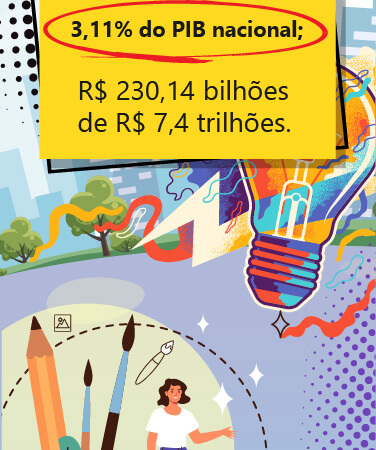 3,11% do PIB nacional;
R$ 230,14 bilhões
de R$ 7,4 trilhões.